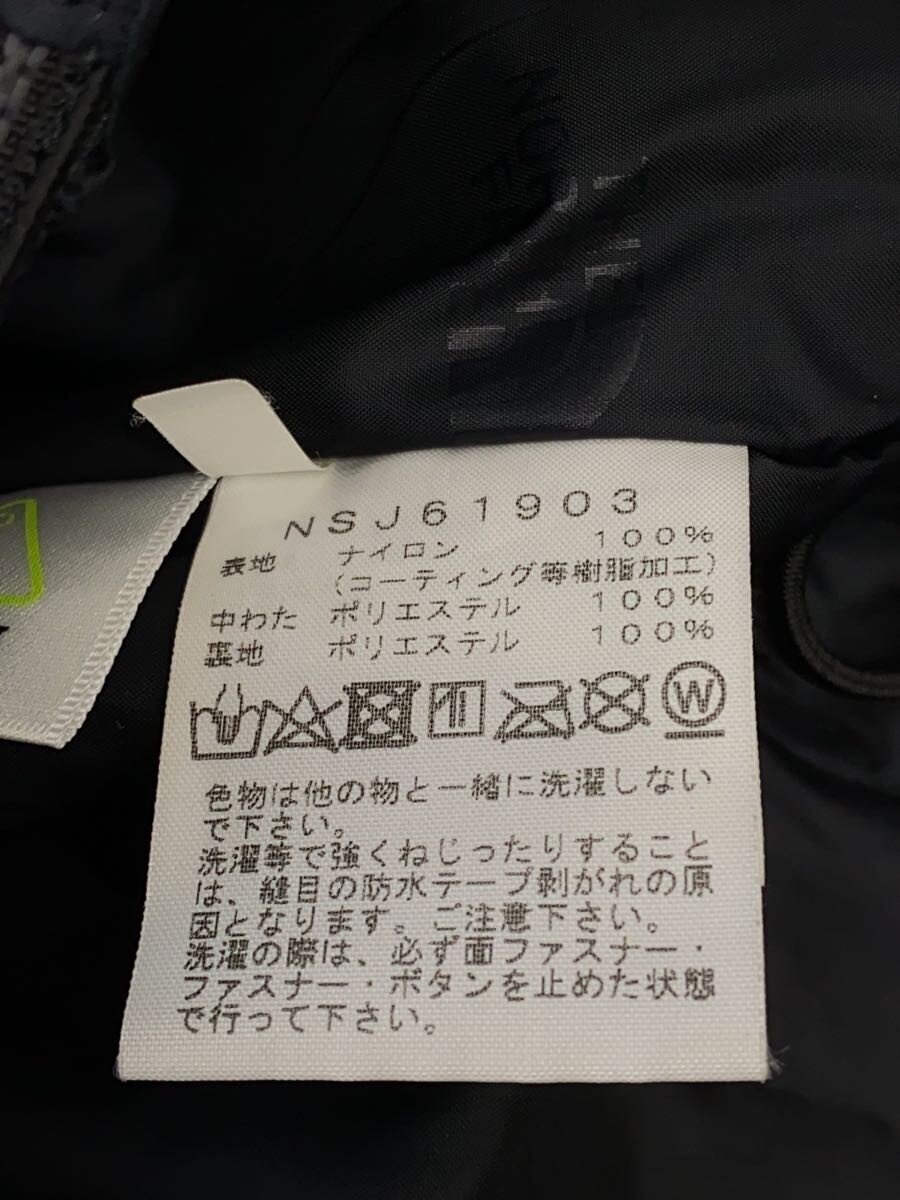 NSJ61903
表地 ナイロン 100%
(コーティング等樹脂加工)
中わた ポリエステル 100%
裏地 ポリエステル 100%
W
色物は他の物と一緒に洗濯しない
で下さい。
洗濯等で強くねじったりすること
は、縫目の防水テープ剥がれの原
因となります。ご注意下さい。
洗濯の際は、必ず面ファスナー・
ファスナー・ボタンを止めた状態
で行って下さい。